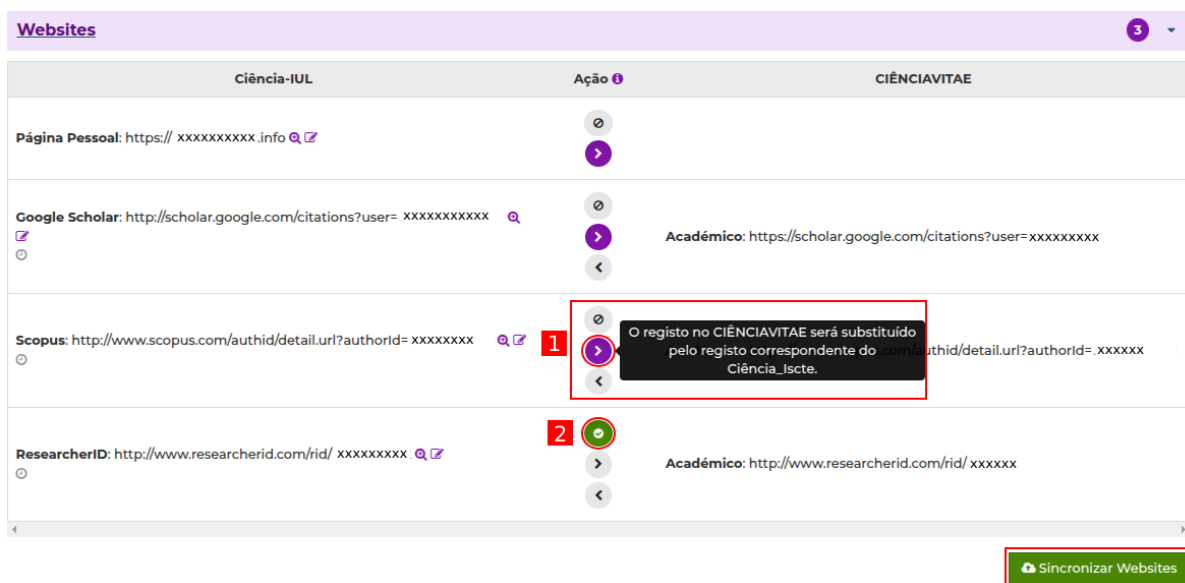 Websites 3
Ciência-IUL Ação CIÊNCIAVITAE
Página Pessoal: https:// xxxxxxxxxx .info
Google Scholar: http://scholar.google.com/citations?user= xxxxxxxxxxx
Académico: https://scholar.google.com/citations?user= xxxxxxxxx
Scopus: http://www.scopus.com/authid/detail.url?authorId= xxxxxxxx
1
O registo no CIÊNCIAVITAE será substituído
pelo registo correspondente do
Ciência_Iscte.
.com/authid/detail.url?authorId= xxxxxx
2
ResearcherID: http://www.researcherid.com/rid/ xxxxxxxxx
Académico: http://www.researcherid.com/rid/ xxxxxx
Sincronizar Websites